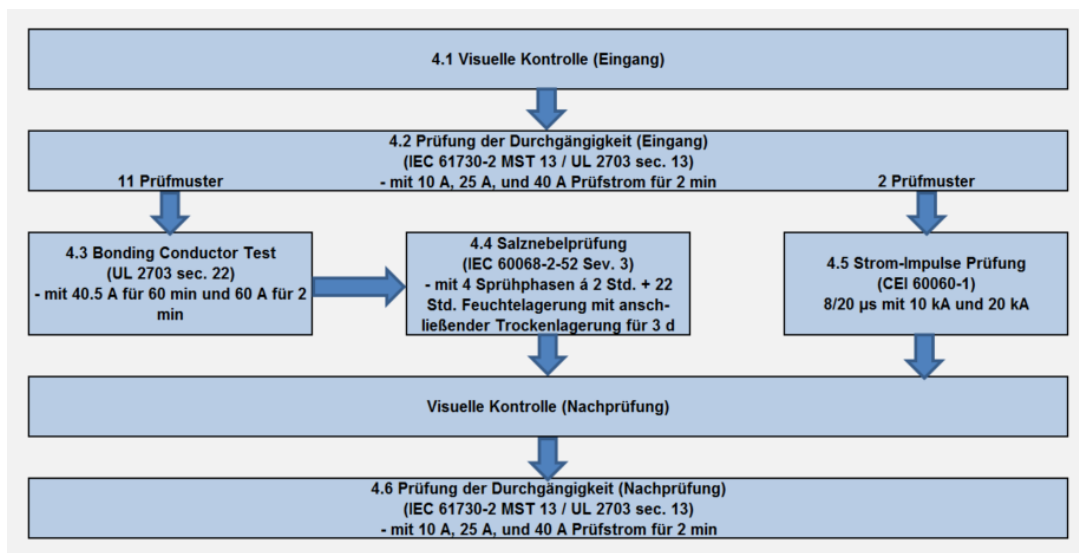 4.1 Visuelle Kontrolle (Eingang)
4.2 Prüfung der Durchgängigkeit (Eingang)
(IEC 61730-2 MST 13 / UL 2703 sec. 13)
- mit 10 A, 25 A, und 40 A Prüfstrom für 2 min
11 Prüfmuster
2 Prüfmuster
4.3 Bonding Conductor Test
(UL 2703 sec. 22)
- mit 40.5 A für 60 min und 60 A für 2
min
4.4 Salznebelprüfung
(IEC 60068-2-52 Sev. 3)
- mit 4 Sprühphasen á 2 Std. + 22
Std. Feuchtelagerung mit ansch-
ließender Trockenlagerung für 3 d
4.5 Strom-Impulse Prüfung
(CEI 60060-1)
8/20 µs mit 10 kA und 20 kA
Visuelle Kontrolle (Nachprüfung)
4.6 Prüfung der Durchgängigkeit (Nachprüfung)
(IEC 61730-2 MST 13 / UL 2703 sec. 13)
- mit 10 A, 25 A, und 40 A Prüfstrom für 2 min